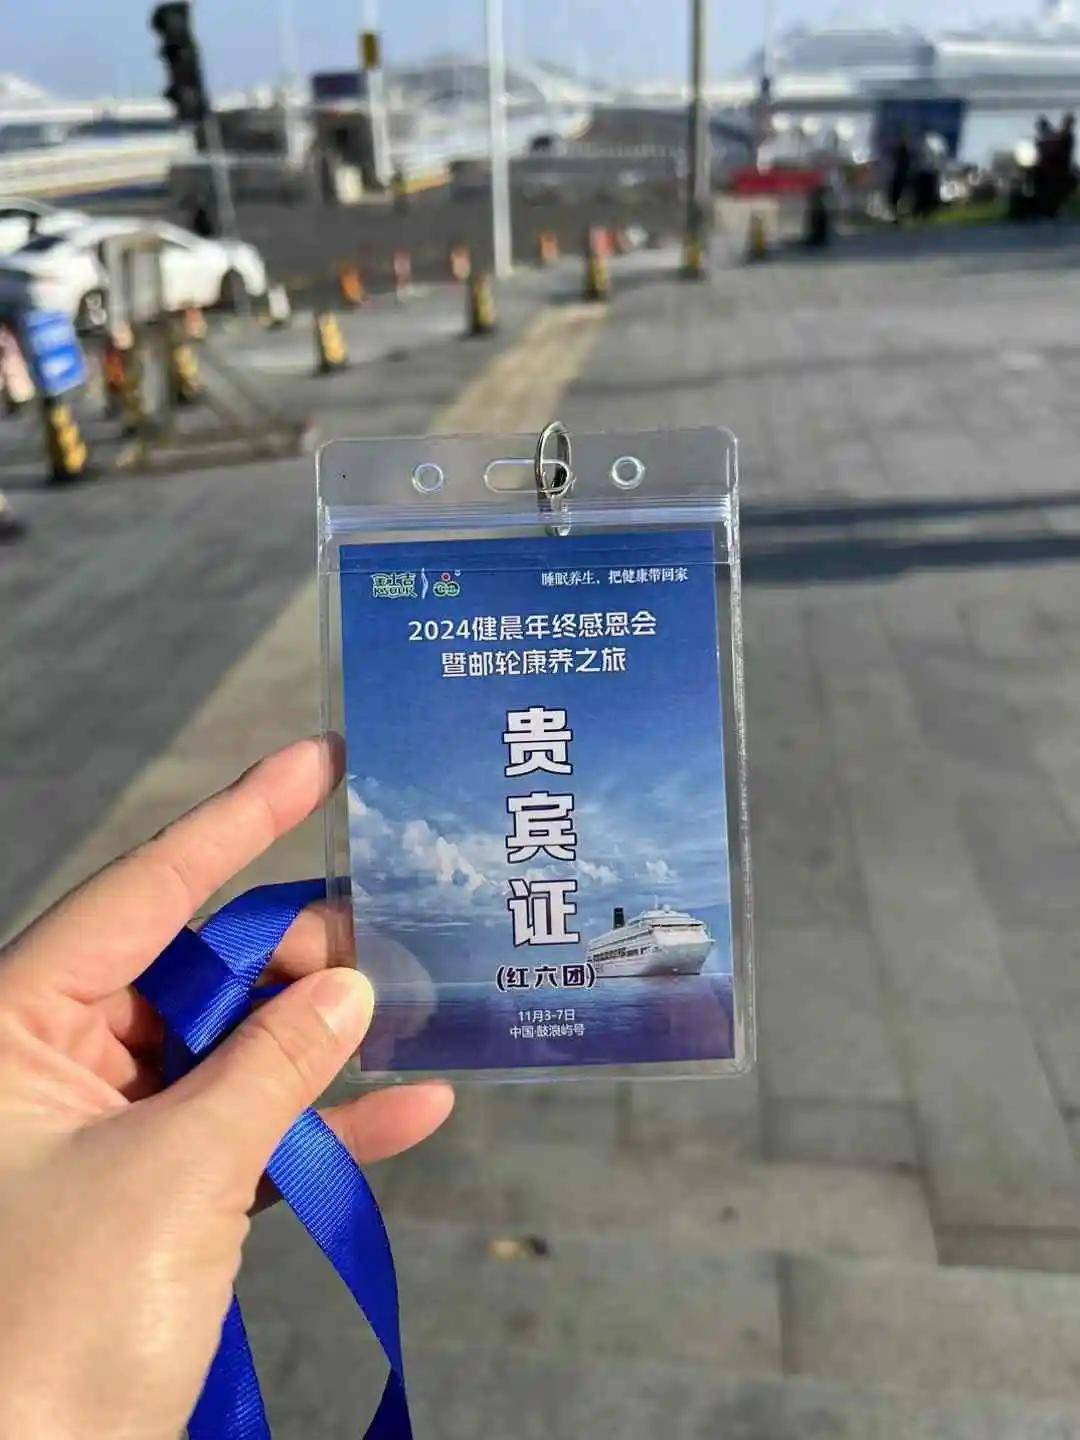 睡眠养生，把健康带回家
2024健晨年终感恩会
暨邮轮康养之旅
贵
宾
证
(红六团)
11月3-7日
中国·鼓浪屿号